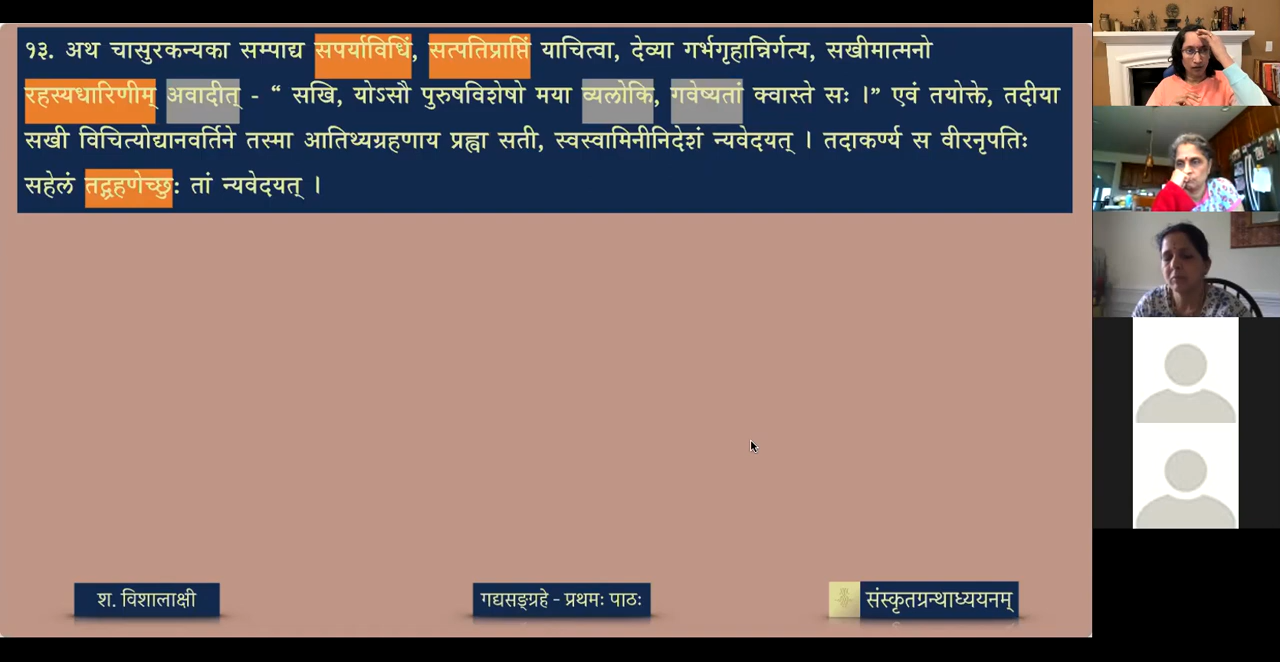 १३. अथ चासुरकन्यका सम्पाद्य सपर्याविधिं, सत्पतिप्राप्तिं याचित्वा, देव्या गर्भगृहान्निर्गत्य, सखीमात्मनो
रहस्यधारिणीम् अवादीत् - “ सखि, योऽसौ पुरुषविशेषो मया व्यलोकि, गवेष्यतां क्वास्ते सः ।” एवं तयोक्ते, तदीया
सखी विचित्योद्यानवर्तिने तस्मा आतिथ्यग्रहणाय प्रह्वा सती, स्वस्वामिनीनिदेशं न्यवेदयत् । तदाकर्ण्य स वीरनृपतिः
सहेलं तद्ग्रहणेच्छुः तां न्यवेदयत् ।
श. विशालाक्षी
गद्यसङ्ग्रहे - प्रथमः पाठः
संस्कृतग्रन्थाध्ययनम्